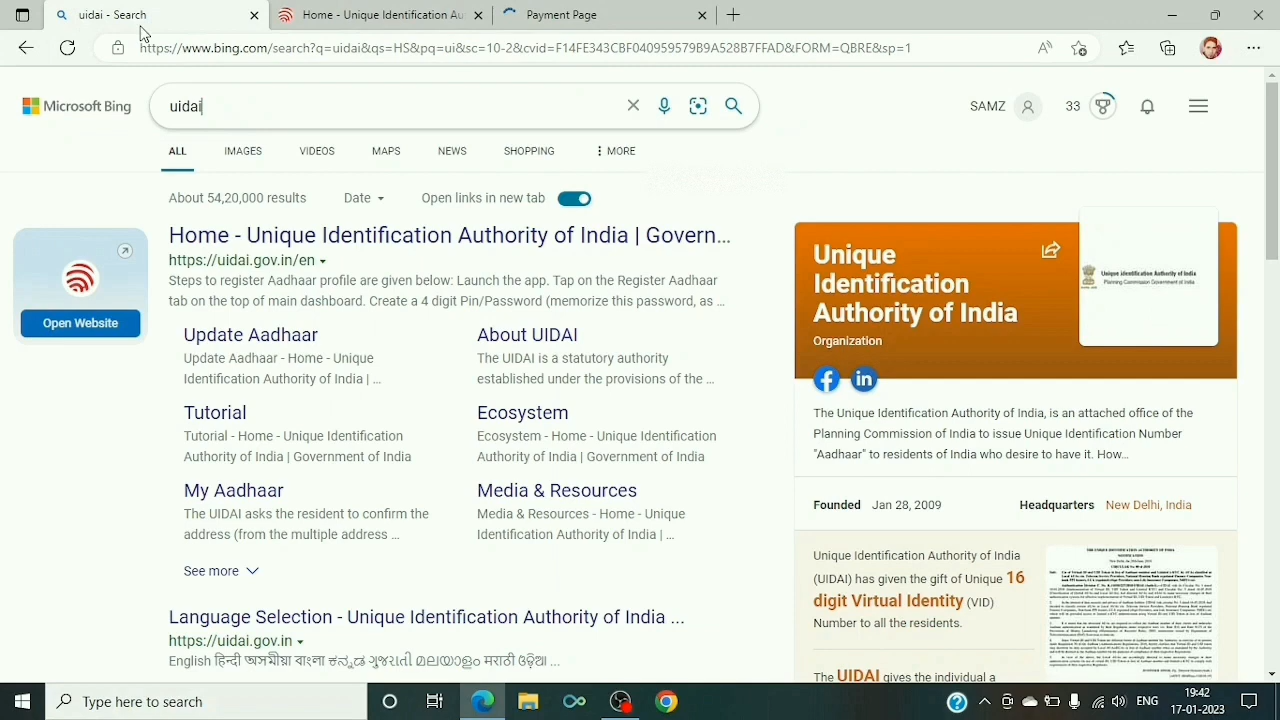 uidai - Search
Home - Unique Identification Au
Payment Page
https://www.bing.com/search?q=uidai&qs=HS&pq=ui&sc=10-2&cvid=F14FE343CBF040959579B9A528B7FFAD&FORM=QBRE&sp=1
Microsoft Bing
uidai
SAMZ
33
ALL
IMAGES
VIDEOS
MAPS
NEWS
SHOPPING
MORE
About 54,20,000 results
Date
Open links in new tab
Open Website
Home - Unique Identification Authority of India | Govern...
https://uidai.gov.in/en
Steps to register Aadhaar profile are given below: Launch the app. Tap on the Register Aadhaar
tab on the top of main dashboard. Create a 4 digit Pin/Password (memorize this password, as ...
Update Aadhaar
Update Aadhaar - Home - Unique
Identification Authority of India | ...
About UIDAI
The UIDAI is a statutory authority
established under the provisions of the ...
Tutorial
Tutorial - Home - Unique Identification
Authority of India | Government of India
Ecosystem
Ecosystem - Home - Unique Identification
Authority of India | Government of India
My Aadhaar
The UIDAI asks the resident to confirm the
address (from the multiple address ...
Media & Resources
Media & Resources - Home - Unique
Identification Authority of India | ...
See more
Language Selection - Unique Identification Authority of India ...
https://uidai.gov.in
English हिन्दी
Unique
Identification
Authority of India
Organization
Unique Identification Authority of India
Planning Commission Government of India
The Unique Identification Authority of India, is an attached office of the
Planning Commission of India to issue Unique Identification Number
"Aadhaar" to residents of India who desire to have it. How...
Founded Jan 28, 2009
Headquarters New Delhi, India
Unique Identification Authority of India
(UIDAI) has given the gift of Unique 16
digit virtual identity (VID)
Number to all the residents.
The UIDAI gives the individual a
Type here to search
ENG
19:42
17-01-2023